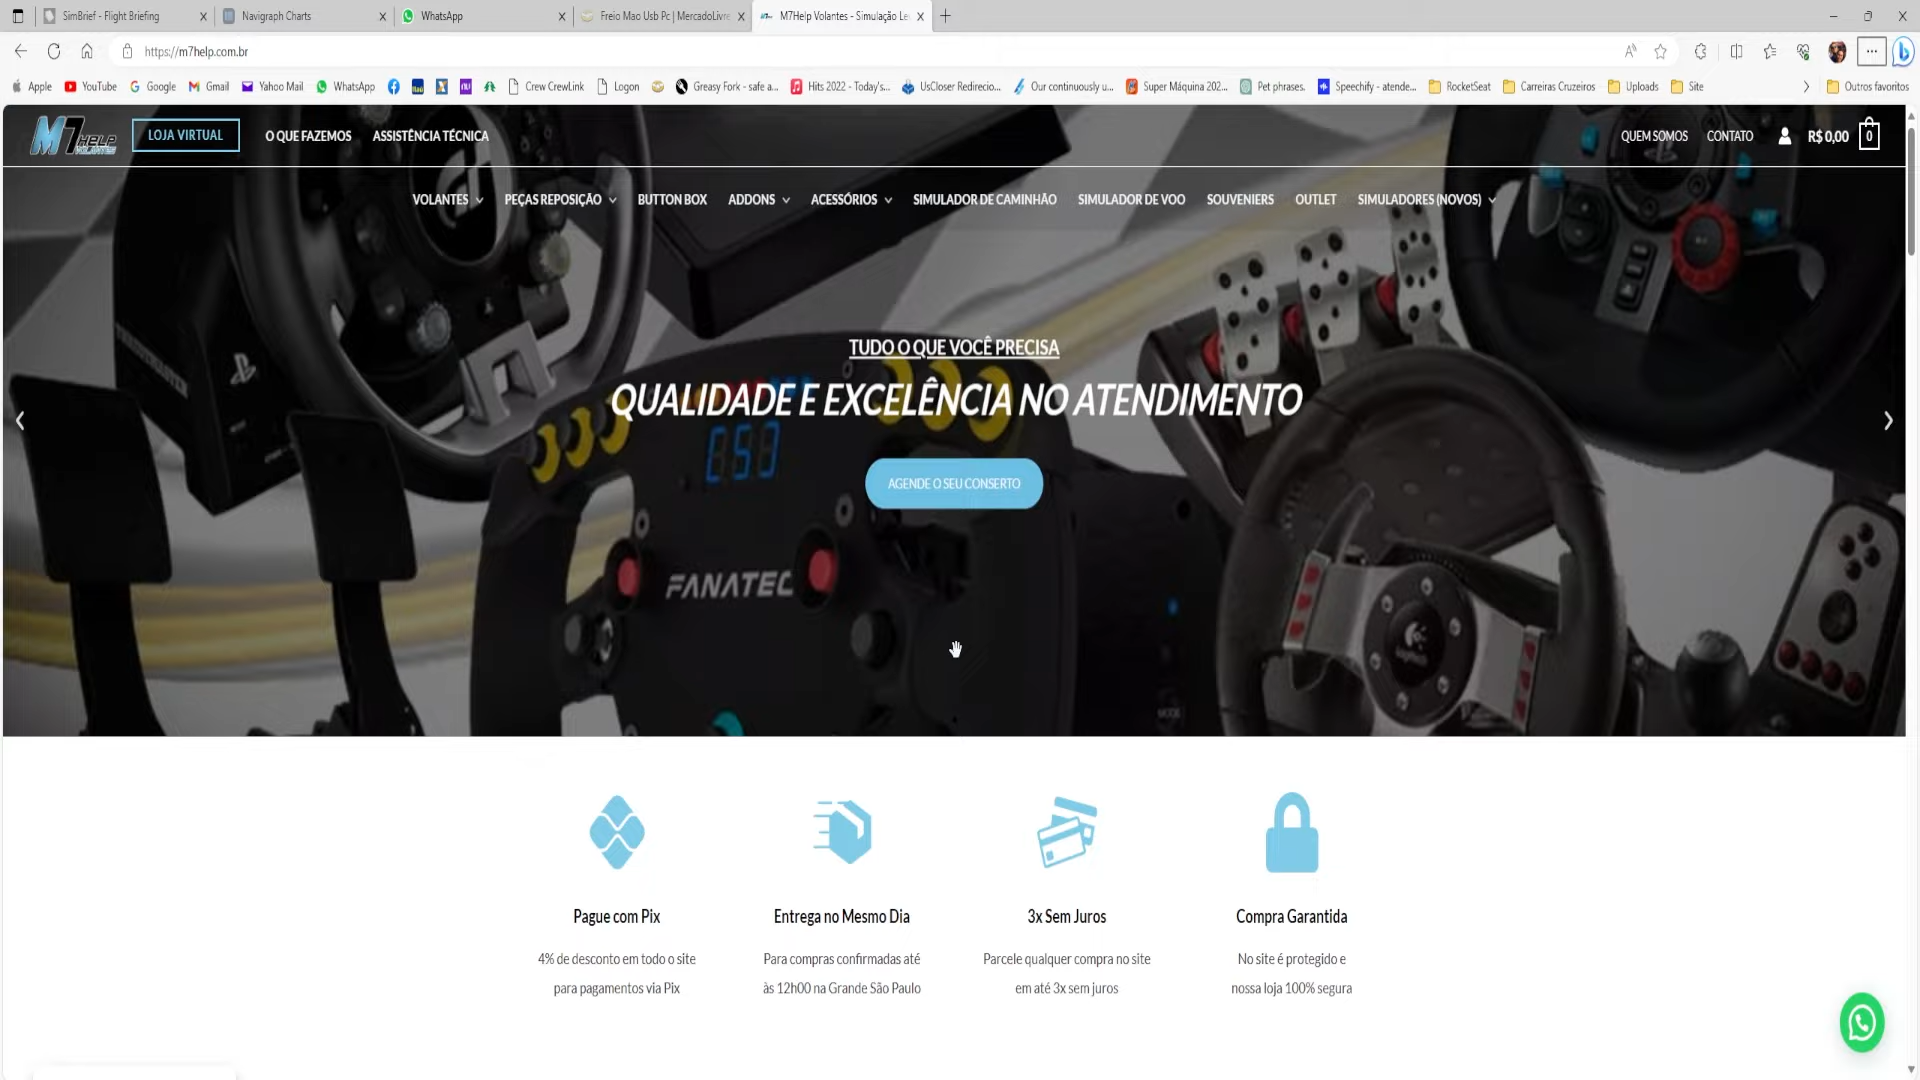 SimBrief - Flight Briefing
Navigraph Charts
WhatsApp
Freio Mao Usb Pc | MercadoLivre
M7Help Volantes - Simulação Le
https://m7help.com.br
Apple
YouTube
Google
Gmail
Yahoo Mail
WhatsApp
Crew CrewLink
Logon
Greasy Fork - safe a...
Hits 2022 - Today's...
UsCloser Redirecio...
Our continuously u...
Super Máquina 202...
Pet phrases.
Speechify - atende...
RocketSeat
Carreiras Cruzeiros
Uploads
Site
Outros favoritos
M7 HELP VOLANTES
LOJA VIRTUAL
O QUE FAZEMOS
ASSISTÊNCIA TÉCNICA
QUEM SOMOS
CONTATO
R$ 0,00
0
VOLANTES
PEÇAS REPOSIÇÃO
BUTTON BOX
ADDONS
ACESSÓRIOS
SIMULADOR DE CAMINHÃO
SIMULADOR DE VOO
SOUVENIERS
OUTLET
SIMULADORES (NOVOS)
TUDO O QUE VOCÊ PRECISA
QUALIDADE E EXCELÊNCIA NO ATENDIMENTO
AGENDE O SEU CONSERTO
FANATEC
Logitech
Pague com Pix
4% de desconto em todo o site
para pagamentos via Pix
Entrega no Mesmo Dia
Para compras confirmadas até
às 12h00 na Grande São Paulo
3x Sem Juros
Parcele qualquer compra no site
em até 3x sem juros
Compra Garantida
No site é protegido e
nossa loja 100% segura